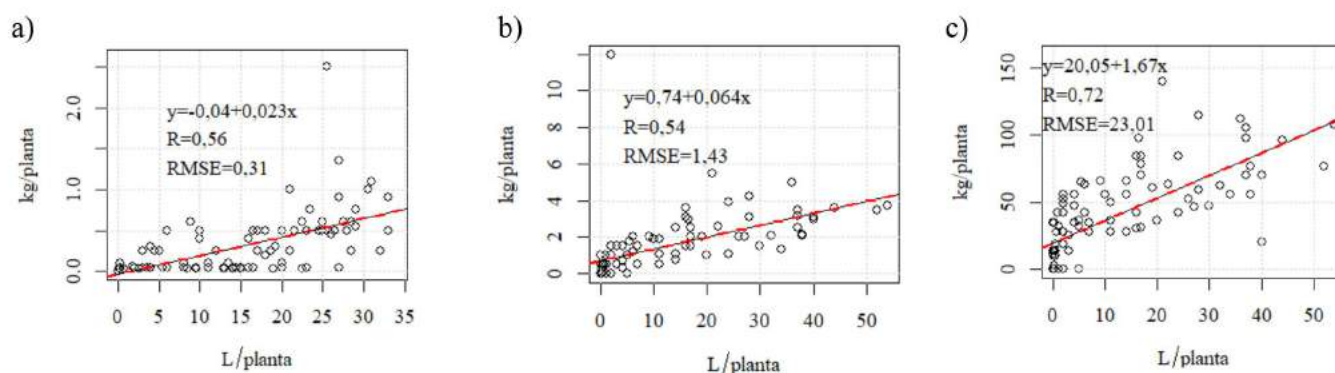 a)
y=-0,04+0,023x
R=0,56
RMSE=0,31
kg/planta
0.0 1.0 2.0
0 5 10 15 20 25 30 35
L/planta
b)
y=0,74+0,064x
R=0,54
RMSE=1,43
kg/planta
0 2 4 6 8 10
0 10 20 30 40 50
L/planta
c)
y=20,05+1,67x
R=0,72
RMSE=23,01
kg/planta
0 50 100 150
0 10 20 30 40 50
L/planta